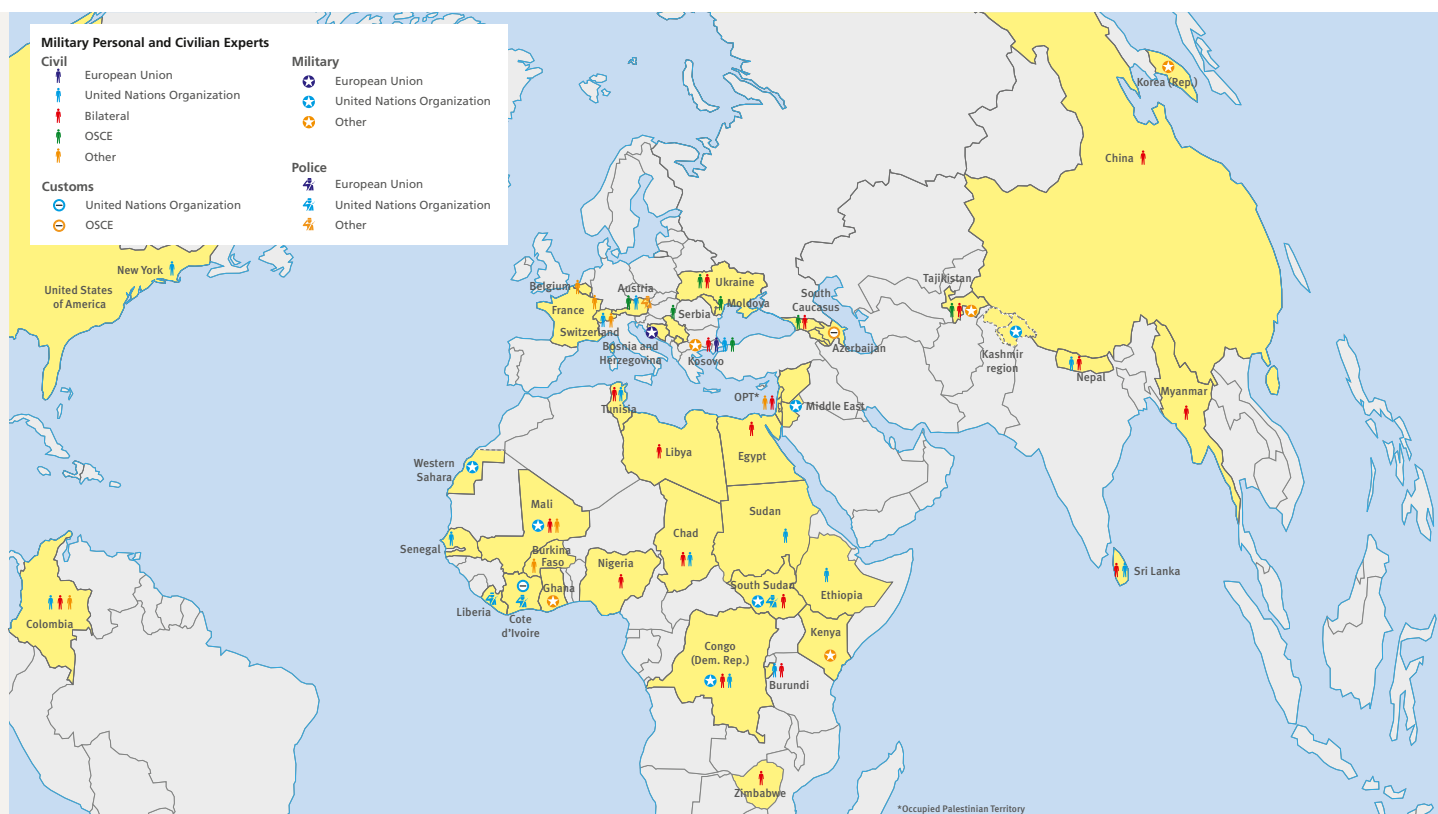 Military Personal and Civilian Experts
Civil
European Union
United Nations Organization
Bilateral
OSCE
Other
Customs
United Nations Organization
OSCE
Military
European Union
United Nations Organization
Other
Police
European Union
United Nations Organization
Other
Korea (Rep.)
China
New York
United States
of America
Belgium
Austria
Ukraine
France
Moldova
Serbia
South
Caucasus
Tajikistan
Switzerland
Bosnia and
Herzegovina
Kosovo
Azerbaijan
Kashmir
region
Nepal
Myanmar
OPT*
Middle East
Tunisia
Libya
Egypt
Western
Sahara
Mali
Sudan
Chad
Senegal
Burkina
Faso
Nigeria
Ghana
South Sudan
Ethiopia
Sri Lanka
Liberia
Cote
d'Ivoire
Colombia
Kenya
Congo
(Dem. Rep.)
Burundi
Zimbabwe
*Occupied Palestinian Territory